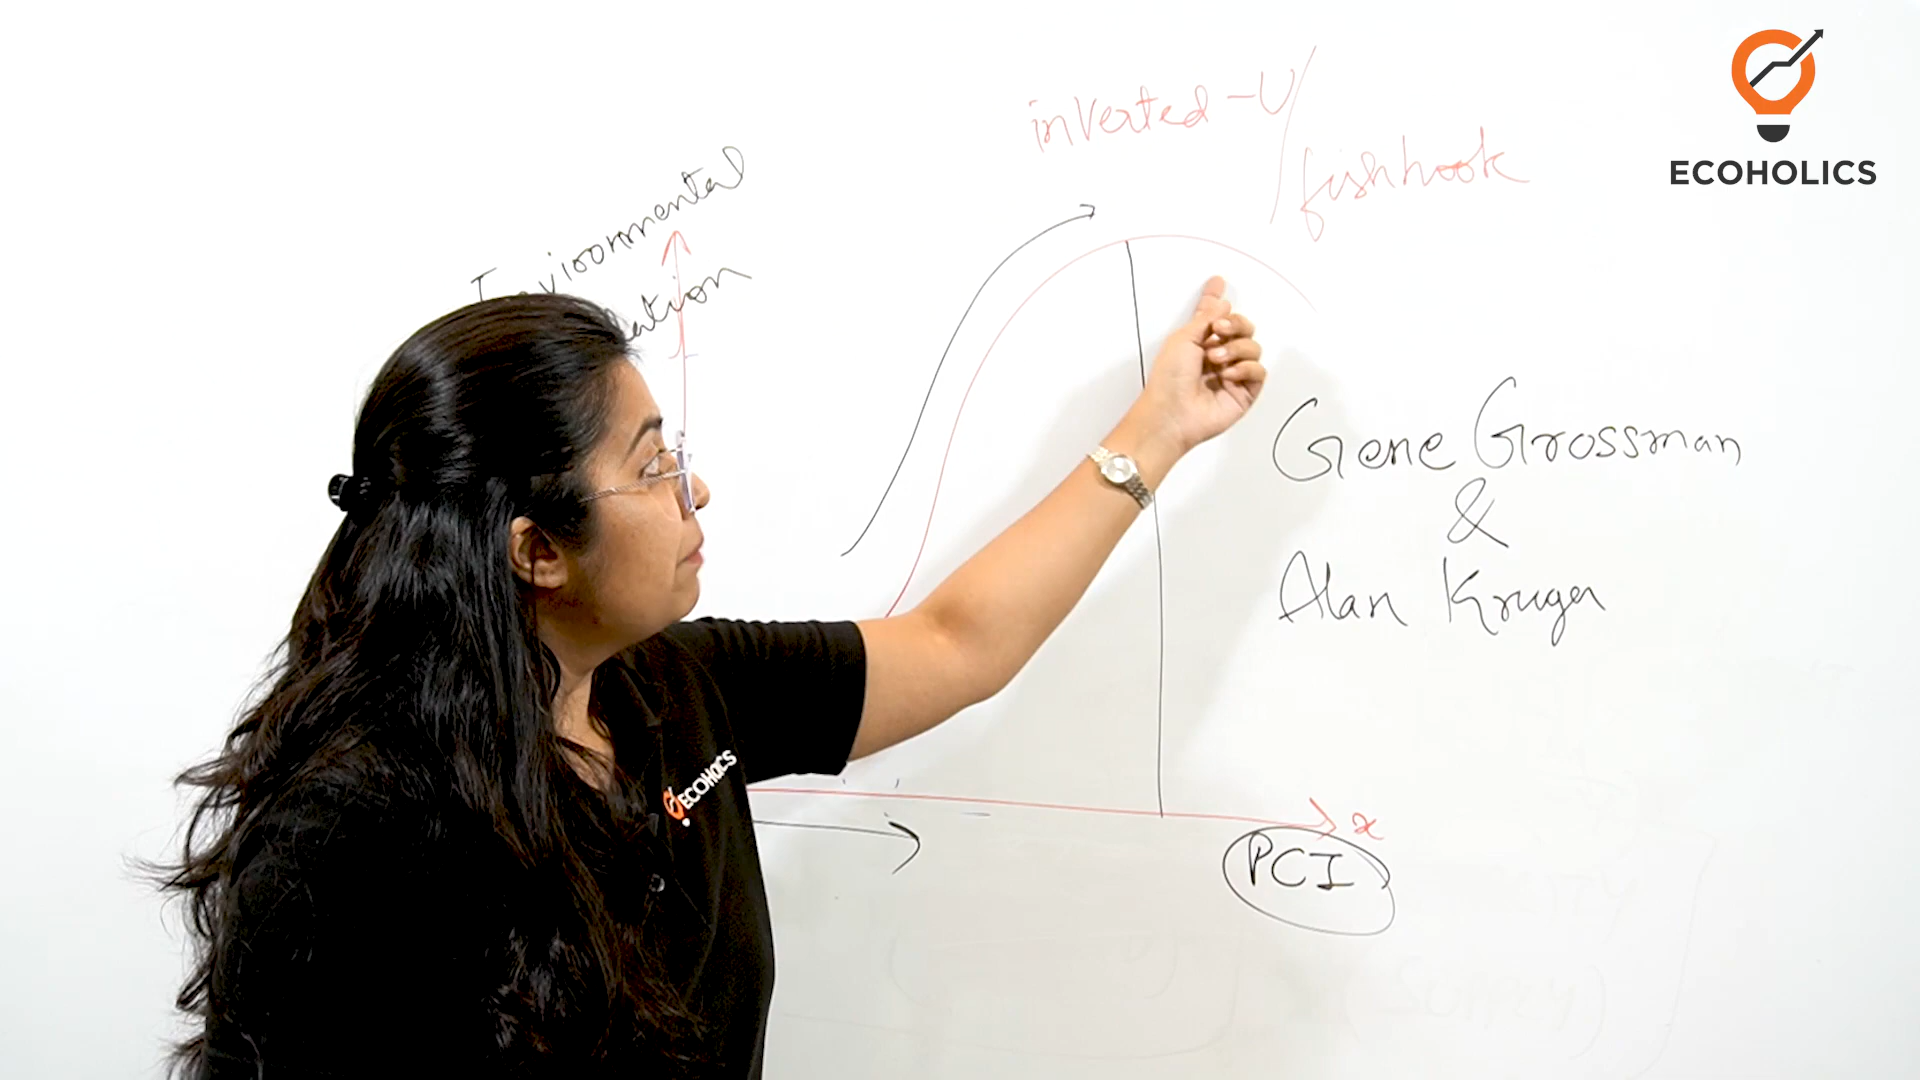 inverted-U/
fishhook
ECOHOLICS
Environmental
Gene Grossman
&
Alan Kruger
ECOHOLICS
x
PCI